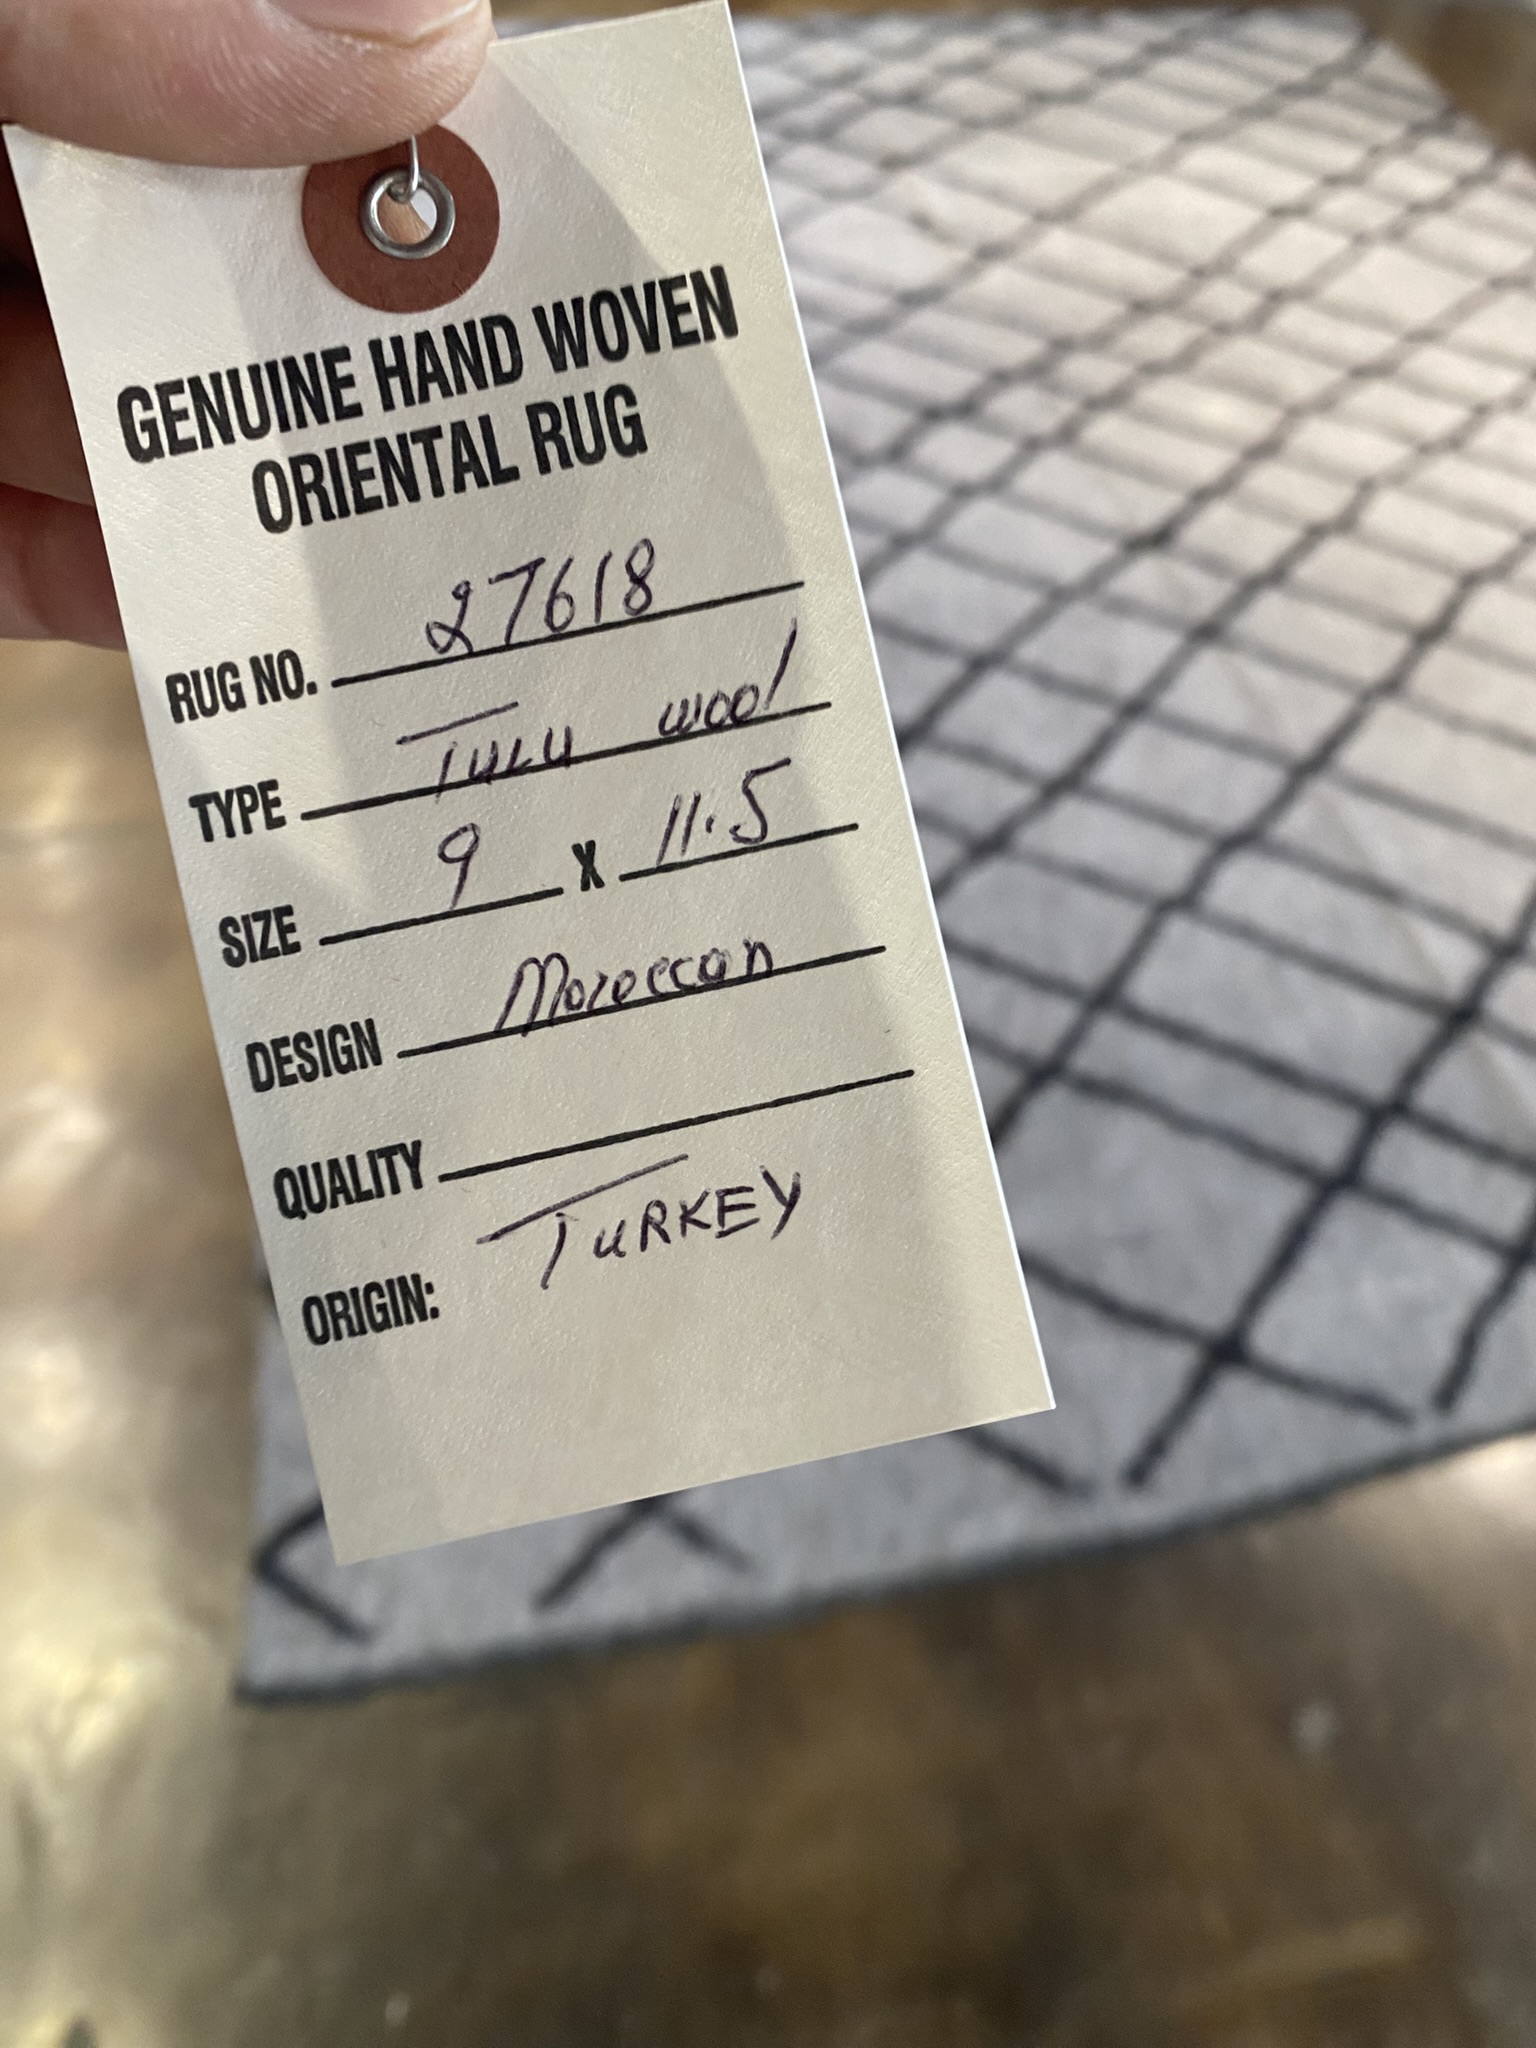 GENUINE HAND WOVEN
ORIENTAL RUG
RUG NO. 27618
TYPE TULU wool
SIZE 9 X 11.5
DESIGN Moroccan
QUALITY
ORIGIN: TURKEY